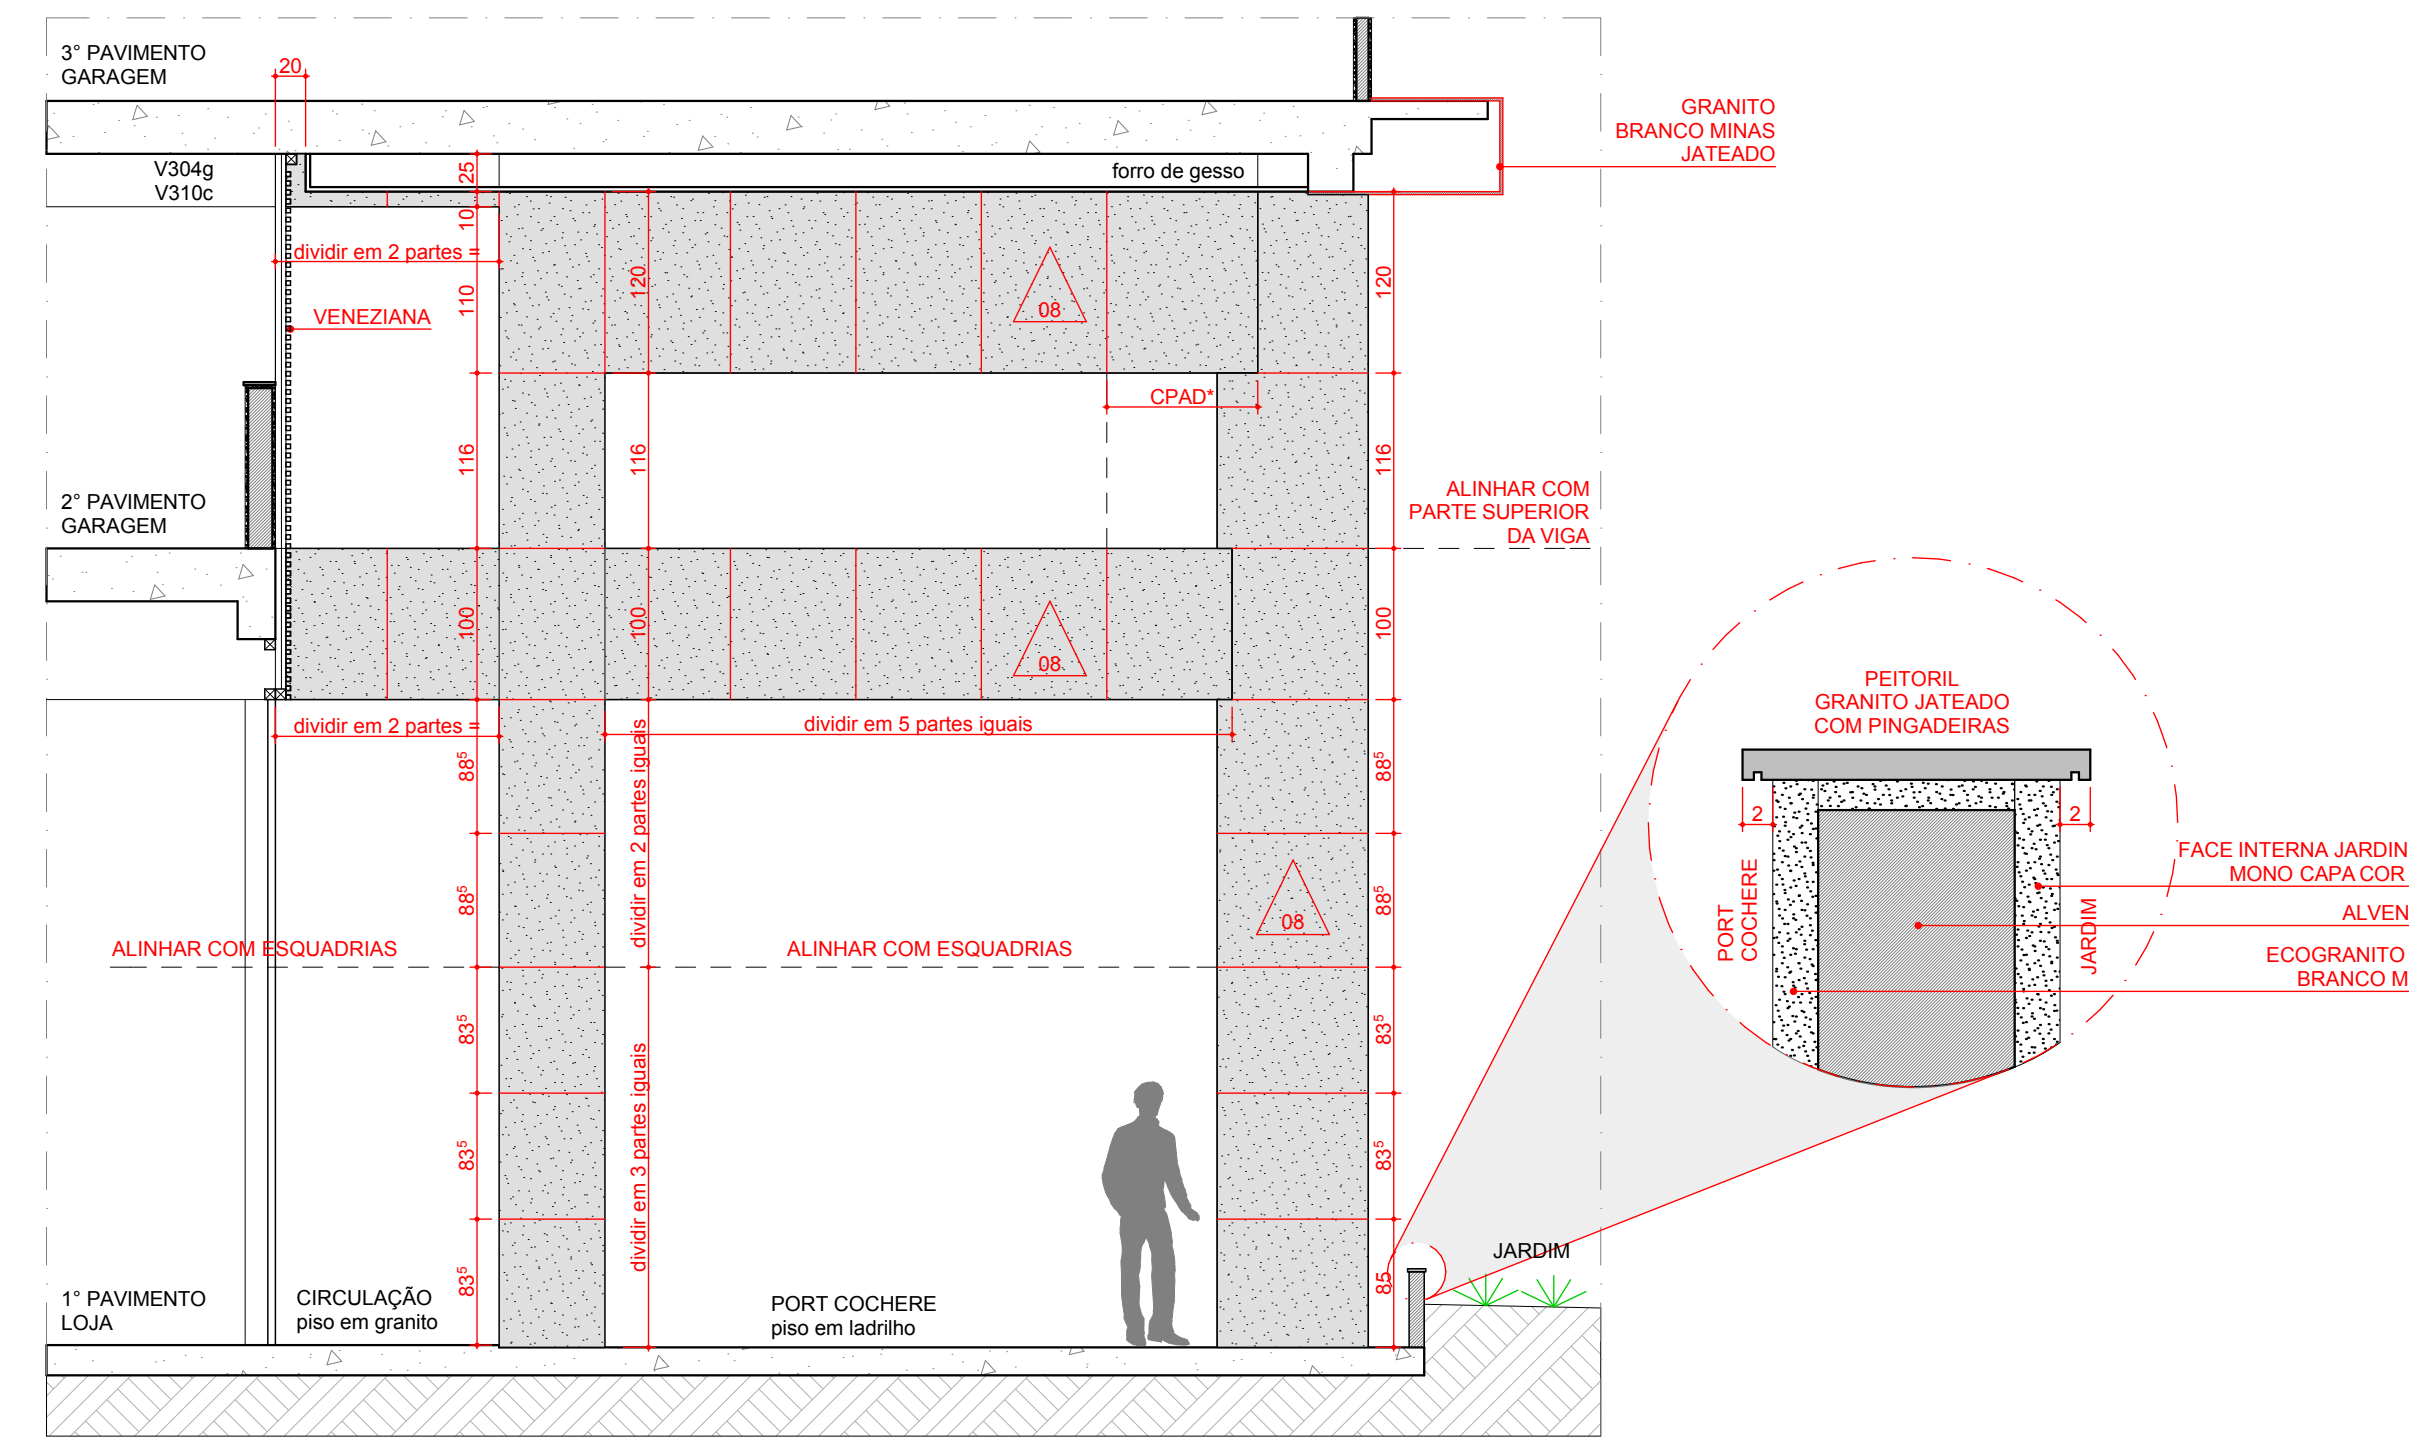 3° PAVIMENTO
GARAGEM
20
GRANITO
BRANCO MINAS
JATEADO
V304g
V310c
25
forro de gesso
10
dividir em 2 partes =
110
120
08
120
VENEZIANA
CPAD*
116
116
116
2° PAVIMENTO
GARAGEM
ALINHAR COM
PARTE SUPERIOR
DA VIGA
100
100
08
100
dividir em 2 partes =
dividir em 5 partes iguais
dividir em 2 partes iguais
88⁵
88⁵
88⁵
88⁵
08
ALINHAR COM ESQUADRIAS
ALINHAR COM ESQUADRIAS
83⁵
83⁵
83⁵
dividir em 3 partes iguais
83⁵
83⁵
85
PEITORIL
GRANITO JATEADO
COM PINGADEIRAS
2
2
PORT
COCHERE
JARDIM
FACE INTERNA JARDIN
MONO CAPA COR
ALVEN
ECOGRANITO
BRANCO M
JARDIM
1° PAVIMENTO
LOJA
CIRCULAÇÃO
piso em granito
PORT COCHERE
piso em ladrilho